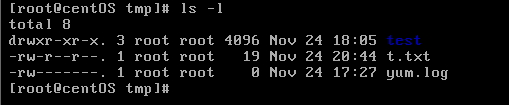 [root@centOS tmp]# ls -l
total 8
drwxr-xr-x. 3 root root 4096 Nov 24 18:05 test
-rw-r--r--. 1 root root   19 Nov 24 20:44 t.txt
-rw-------. 1 root root    0 Nov 24 17:27 yum.log
[root@centOS tmp]#